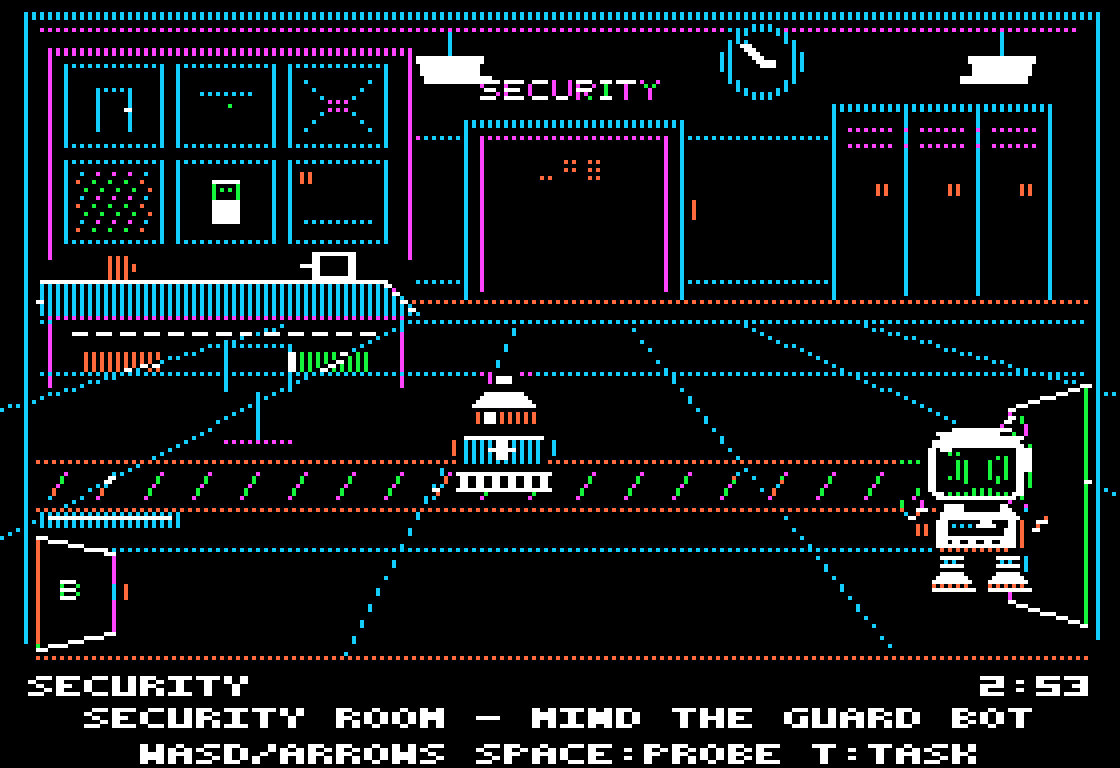 SECURITY
B
SECURITY 2:53
SECURITY ROOM - MIND THE GUARD BOT
WASD/ARROWS SPACE:PROBE T:TASK